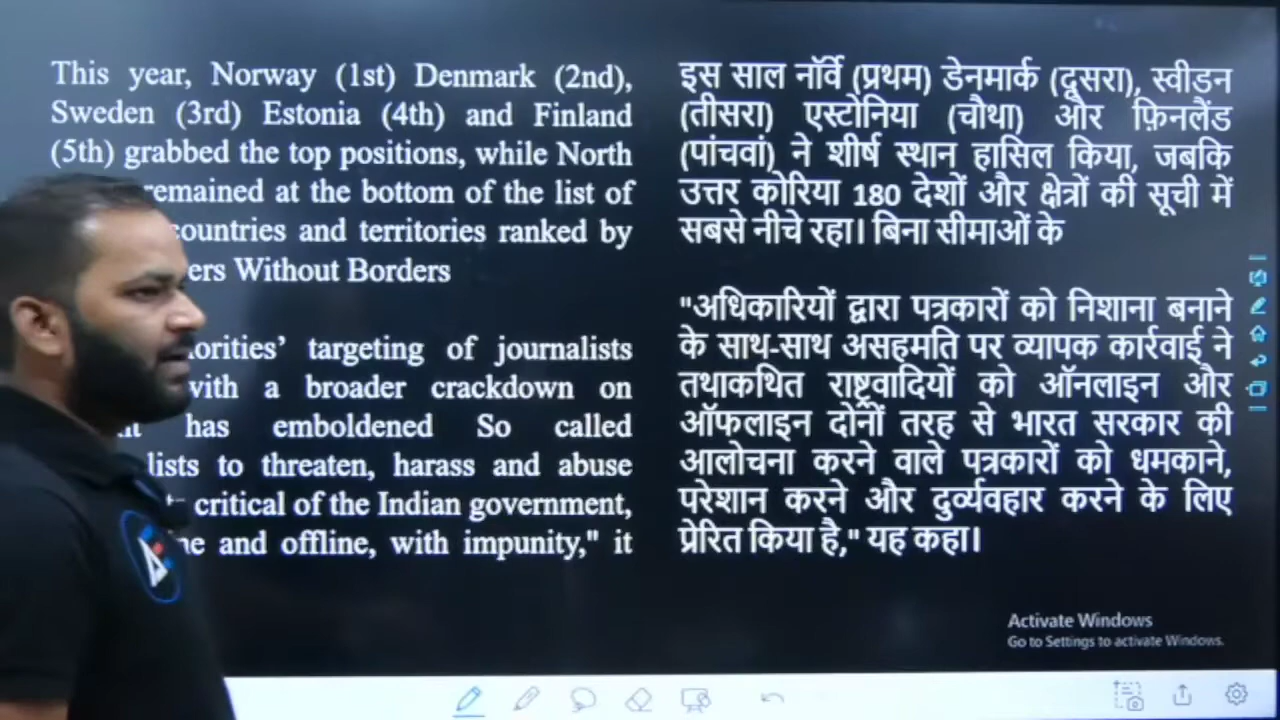 This year, Norway (1st) Denmark (2nd),
Sweden (3rd) Estonia (4th) and Finland
(5th) grabbed the top positions, while North
remained at the bottom of the list of
countries and territories ranked by
Without Borders
targeting of journalists
with a broader crackdown on
has emboldened So called
to threaten, harass and abuse
critical of the Indian government,
and offline, with impunity," it
इस साल नॉर्वे (प्रथम) डेनमार्क (दूसरा), स्वीडन
(तीसरा) एस्टोनिया (चौथा) और फ़िनलैंड
(पांचवां) ने शीर्ष स्थान हासिल किया, जबकि
उत्तर कोरिया 180 देशों और क्षेत्रों की सूची में
सबसे नीचे रहा। बिना सीमाओं के
"अधिकारियों द्वारा पत्रकारों को निशाना बनाने
के साथ-साथ असहमति पर व्यापक कार्रवाई ने
तथाकथित राष्ट्रवादियों को ऑनलाइन और
ऑफलाइन दोनों तरह से भारत सरकार की
आलोचना करने वाले पत्रकारों को धमकाने,
परेशान करने और दुर्व्यवहार करने के लिए
प्रेरित किया है," यह कहा।
Activate Windows
Go to Settings to activate Windows.